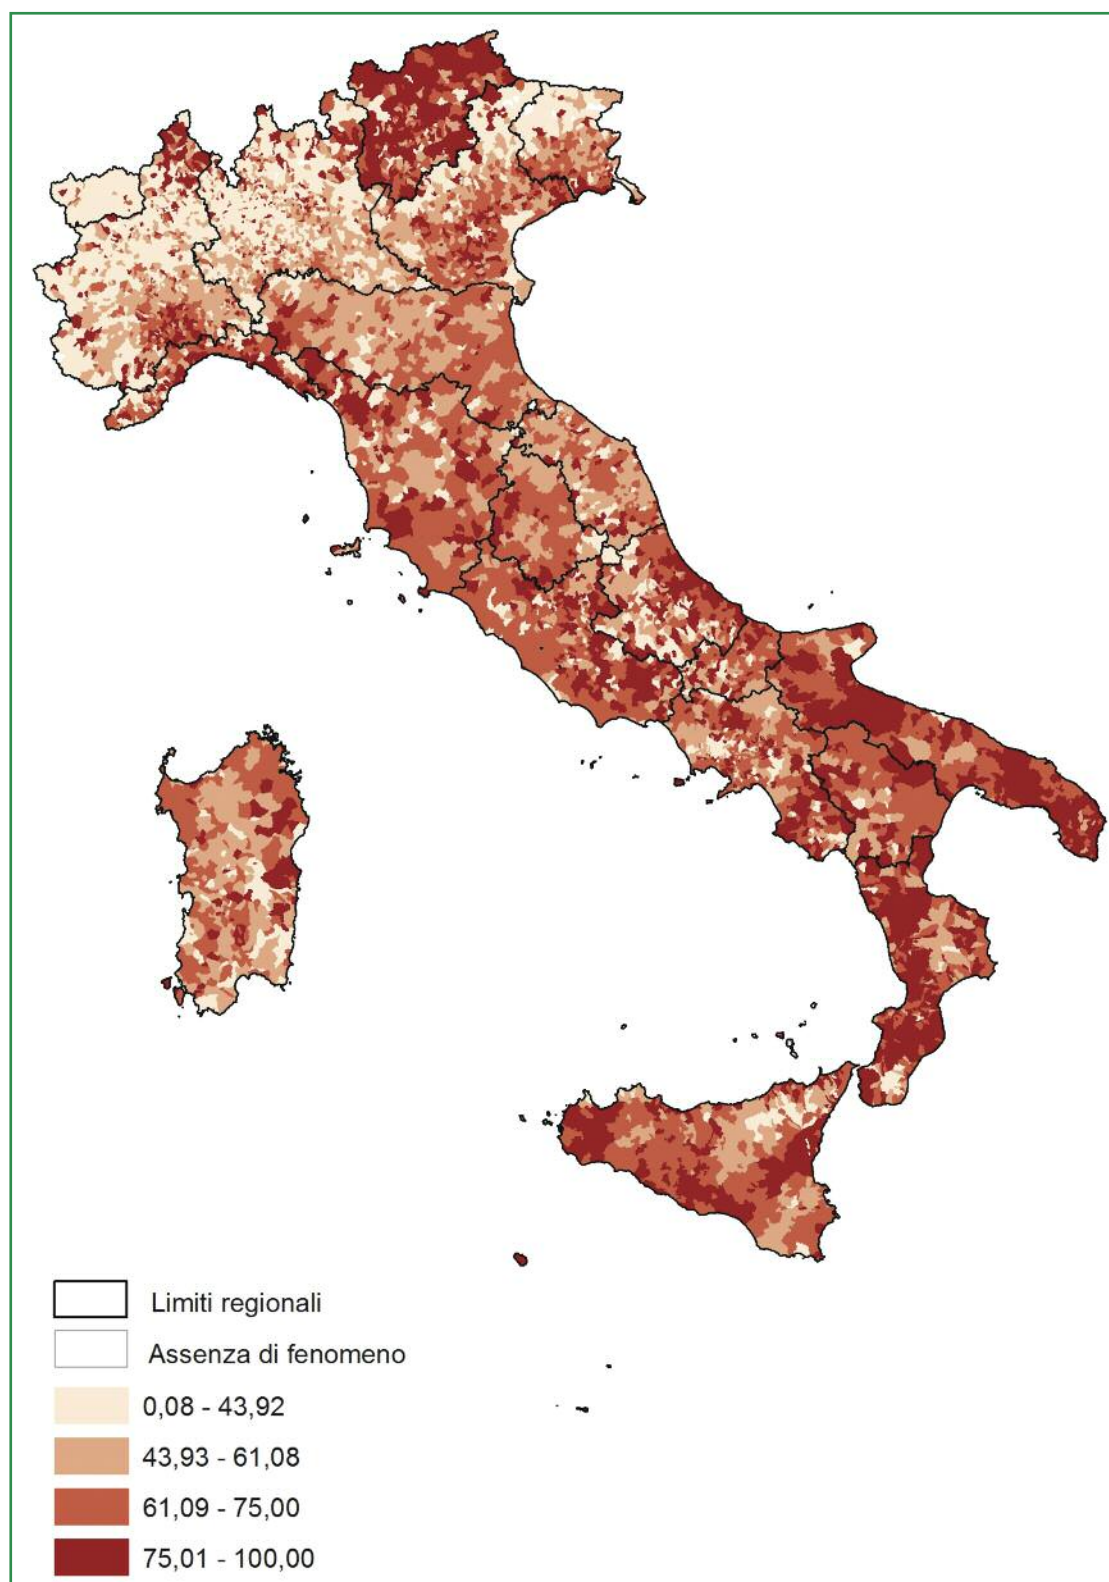 Limiti regionali
Assenza di fenomeno
0,08 - 43,92
43,93 - 61,08
61,09 - 75,00
75,01 - 100,00